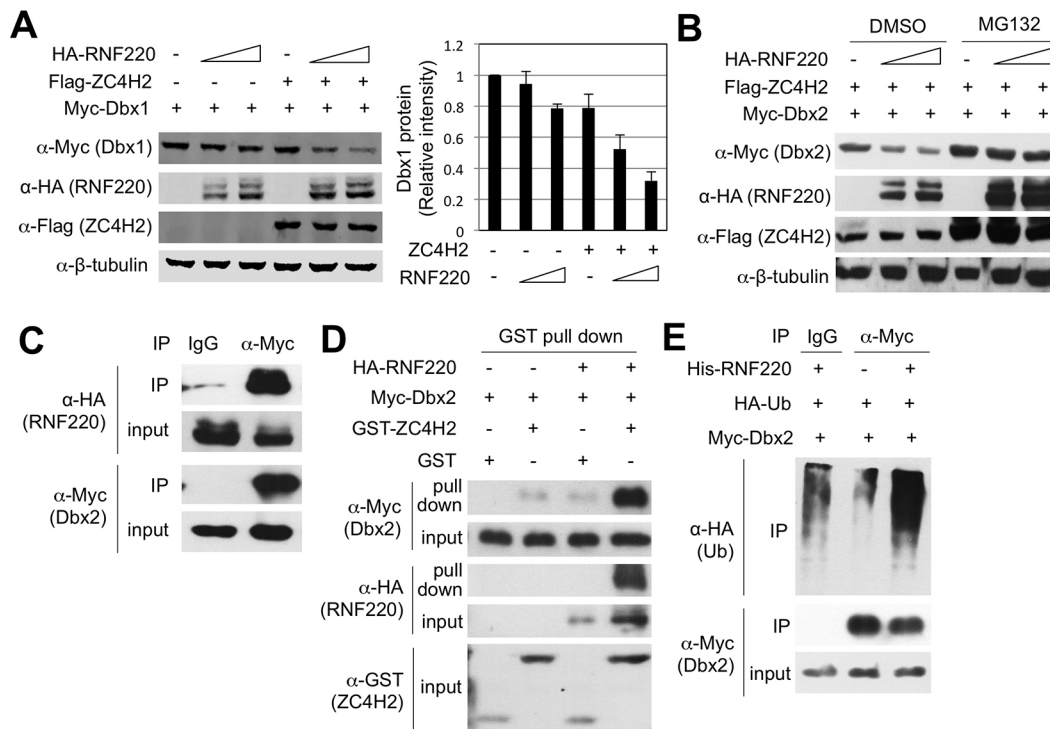 A
HA-RNF220 - -
Flag-ZC4H2 - - - + + +
Myc-Dbx1 + + + + + +
α-Myc (Dbx1)
α-HA (RNF220)
α-Flag (ZC4H2)
α-β-tubulin
1.2
1
0.8
0.6
0.4
0.2
0
Dbx1 protein
(Relative intensity)
ZC4H2 - - - + + +
RNF220 - -
B
DMSO MG132
HA-RNF220 - -
Flag-ZC4H2 + + + + + +
Myc-Dbx2 + + + + + +
α-Myc (Dbx2)
α-HA (RNF220)
α-Flag (ZC4H2)
α-β-tubulin
C
IP IgG α-Myc
α-HA
(RNF220)
IP
input
α-Myc
(Dbx2)
IP
input
D
GST pull down
HA-RNF220 - - + +
Myc-Dbx2 + + + +
GST-ZC4H2 - + - +
GST + - + -
α-Myc
(Dbx2)
pull
down
input
α-HA
(RNF220)
pull
down
input
α-GST
(ZC4H2)
input
E
IP IgG α-Myc
His-RNF220 + - +
HA-Ub + + +
Myc-Dbx2 + + +
α-HA
(Ub)
IP
α-Myc
(Dbx2)
IP
input